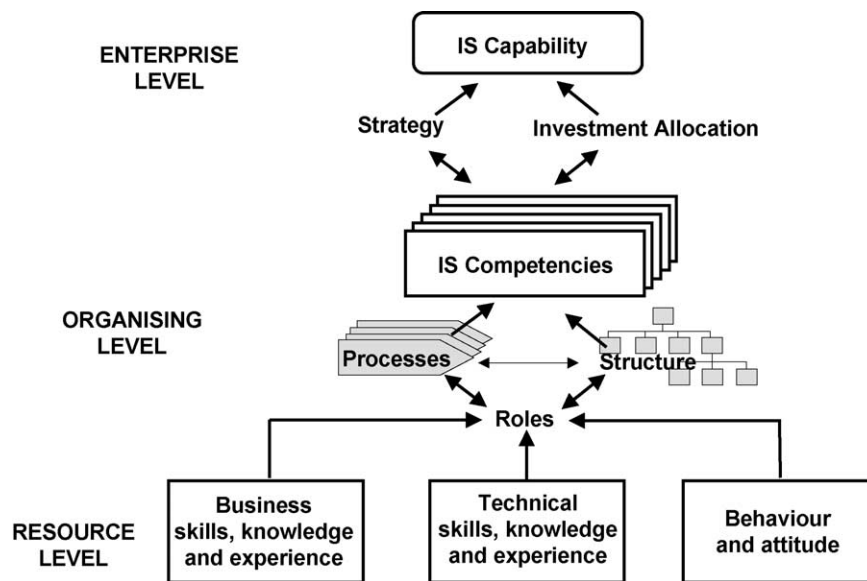 ENTERPRISE
LEVEL
IS Capability
Strategy
Investment Allocation
IS Competencies
ORGANISING
LEVEL
Processes
Structure
Roles
RESOURCE
LEVEL
Business
skills, knowledge
and experience
Technical
skills, knowledge
and experience
Behaviour
and attitude